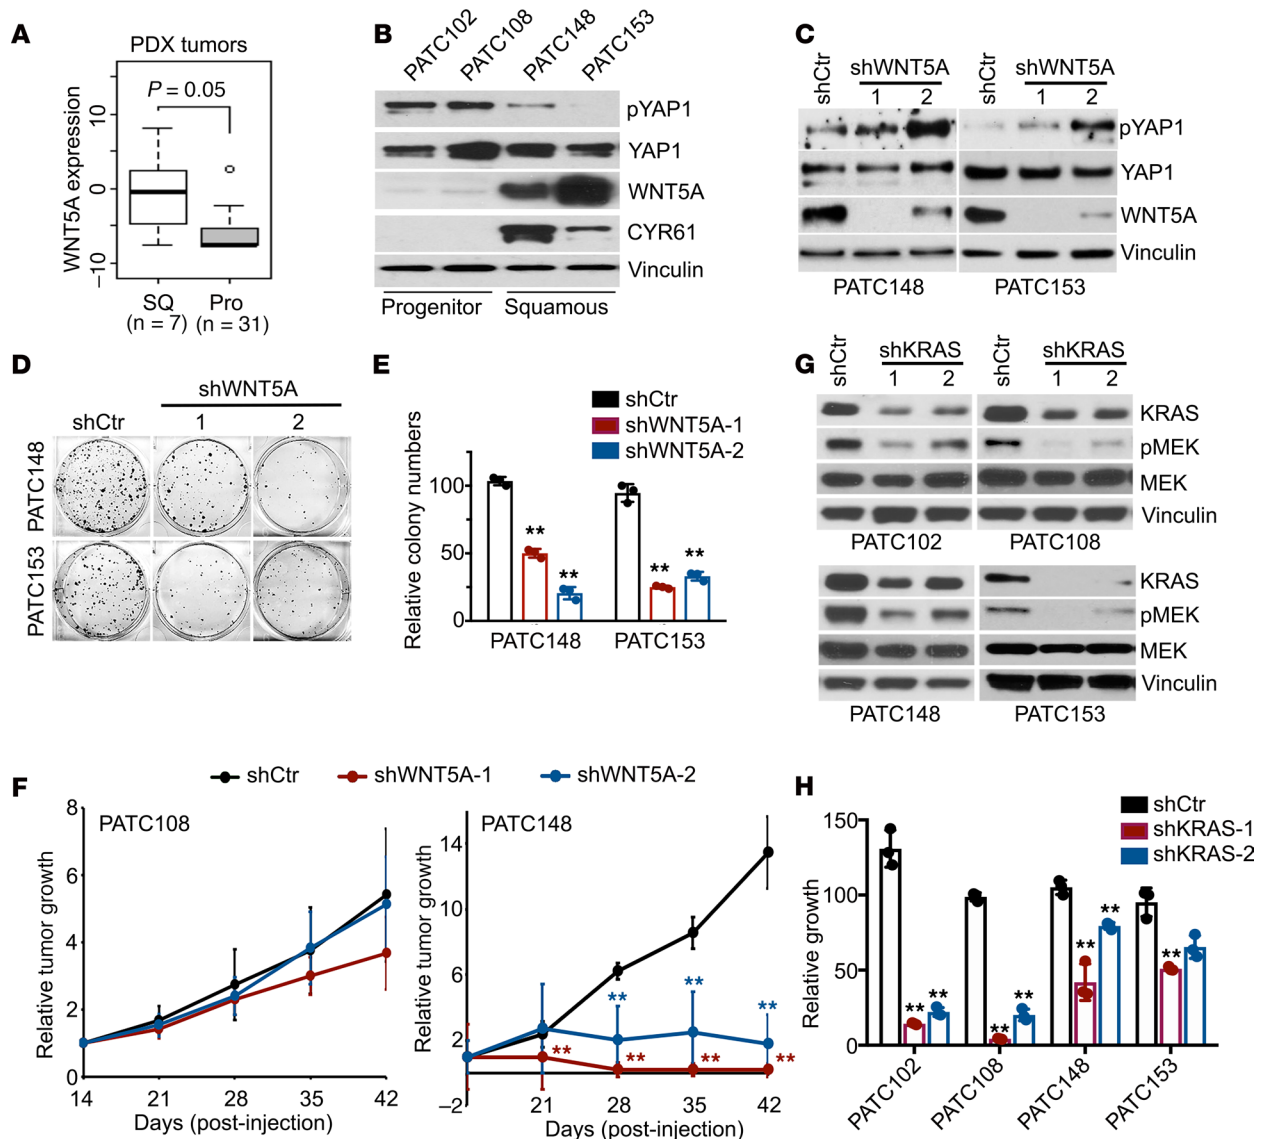 A
PDX tumors
P = 0.05
WNT5A expression
10
0
−10
SQ
(n = 7)
Pro
(n = 31)
B
PATC102
PATC108
PATC148
PATC153
pYAP1
YAP1
WNT5A
CYR61
Vinculin
Progenitor
Squamous
C
shCtr
shWNT5A
1
2
shCtr
shWNT5A
1
2
pYAP1
YAP1
WNT5A
Vinculin
PATC148
PATC153
D
shWNT5A
shCtr
1
2
PATC148
PATC153
E
shCtr
shWNT5A-1
shWNT5A-2
Relative colony numbers
100
50
0
**
**
**
**
PATC148
PATC153
G
shCtr
shKRAS
1
2
shCtr
shKRAS
1
2
KRAS
pMEK
MEK
Vinculin
PATC102
PATC108
KRAS
pMEK
MEK
Vinculin
PATC148
PATC153
F
shCtr
shWNT5A-1
shWNT5A-2
PATC108
Relative tumor growth
8
6
4
2
0
14
21
28
35
42
Days (post-injection)
PATC148
Relative tumor growth
14
10
6
2
−2
**
**
**
**
**
**
**
21
28
35
42
Days (post-injection)
H
shCtr
shKRAS-1
shKRAS-2
Relative growth
150
100
50
0
**
**
**
**
**
**
**
PATC102
PATC108
PATC148
PATC153